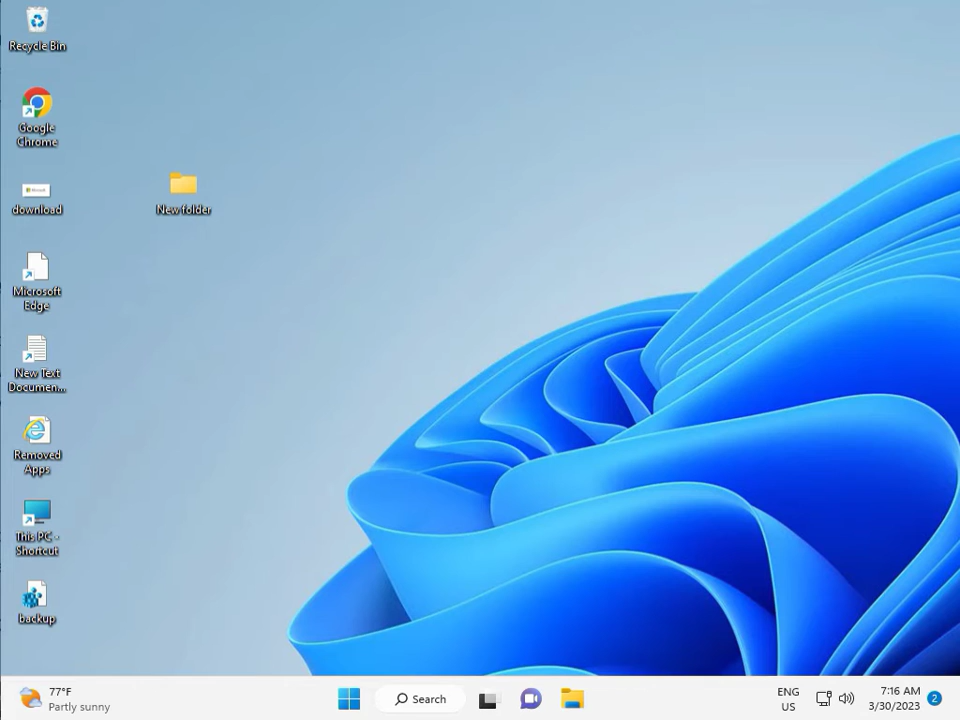 Recycle Bin
Google
Chrome
download
New folder
Microsoft
Edge
New Text
Documen...
Removed
Apps
This PC -
Shortcut
backup
77°F
Partly sunny
Search
ENG
US
7:16 AM
3/30/2023
2